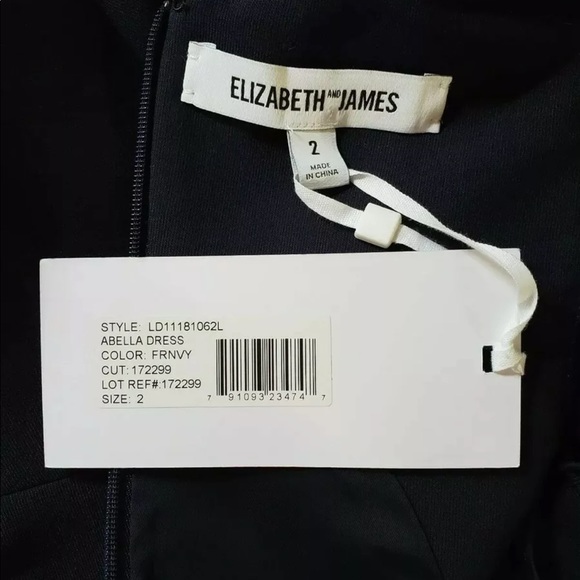 ELIZABETH AND JAMES
2
MADE
IN CHINA
STYLE: LD11181062L
ABELLA DRESS
COLOR: FRNVY
CUT: 172299
LOT REF#:172299
SIZE: 2
7 91093 23474 7